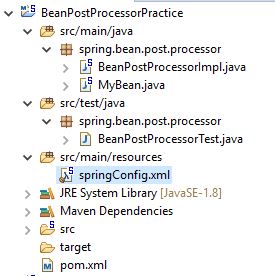 BeanPostProcessorPractice
src/main/java
spring.bean.post.processor
BeanPostProcessorImpl.java
MyBean.java
src/test/java
spring.bean.post.processor
BeanPostProcessorTest.java
src/main/resources
springConfig.xml
JRE System Library [JavaSE-1.8]
Maven Dependencies
src
target
pom.xml